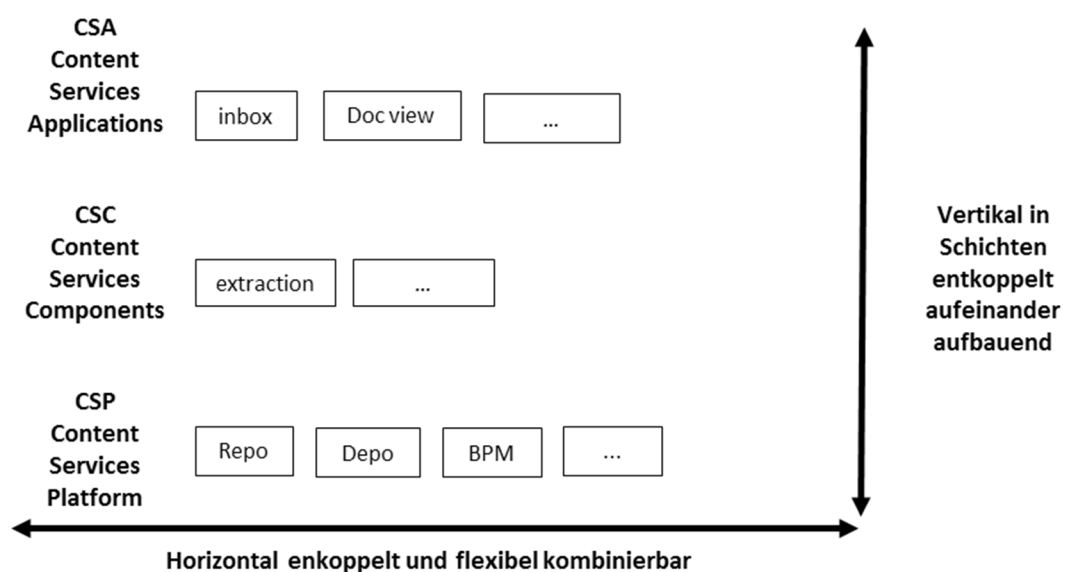 CSA
Content
Services
Applications
inbox
Doc view
...
CSC
Content
Services
Components
extraction
...
CSP
Content
Services
Platform
Repo
Depo
BPM
...
Vertikal in
Schichten
entkoppelt
aufeinander
aufbauend
Horizontal enkoppelt und flexibel kombinierbar